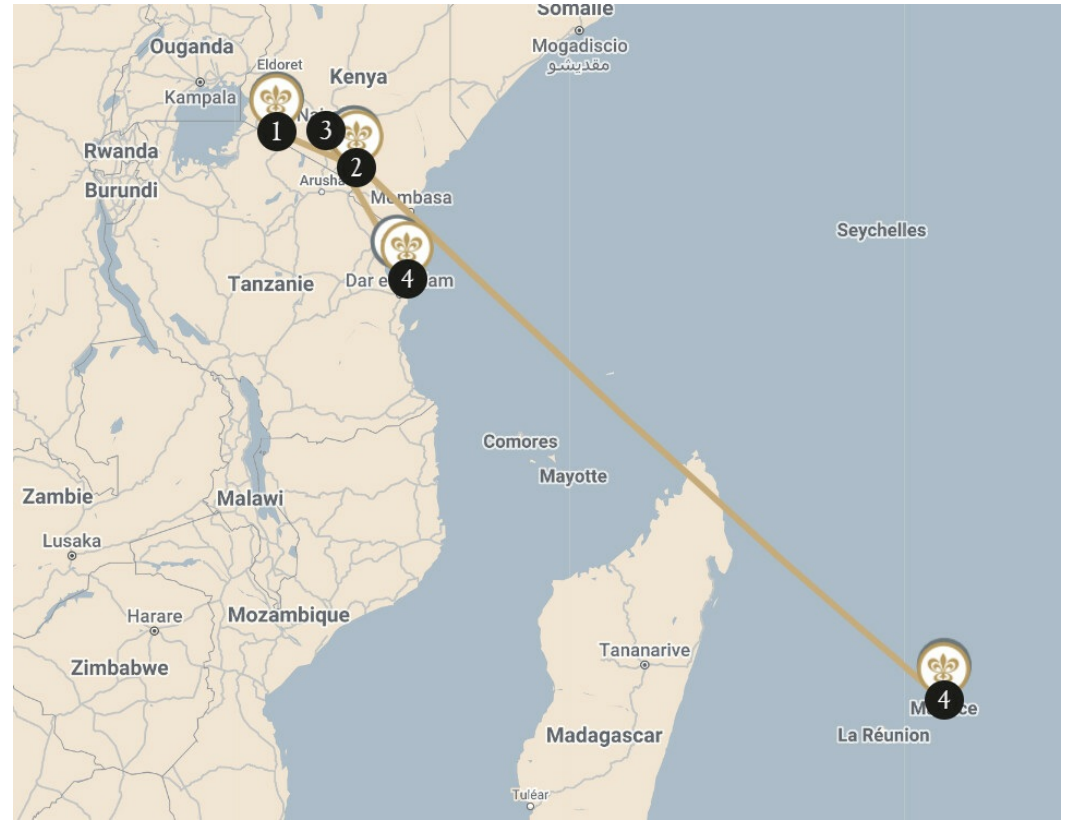 Somalie
Ouganda
Mogadiscio
مقديشو
Eldoret
Kenya
Kampala
1
3
2
Rwanda
Arusha
Burundi
Mombasa
Seychelles
Tanzanie
4
Comores
Mayotte
Zambie
Malawi
Lusaka
Harare
Mozambique
Tananarive
Zimbabwe
4
La Réunion
Madagascar
Tuléar